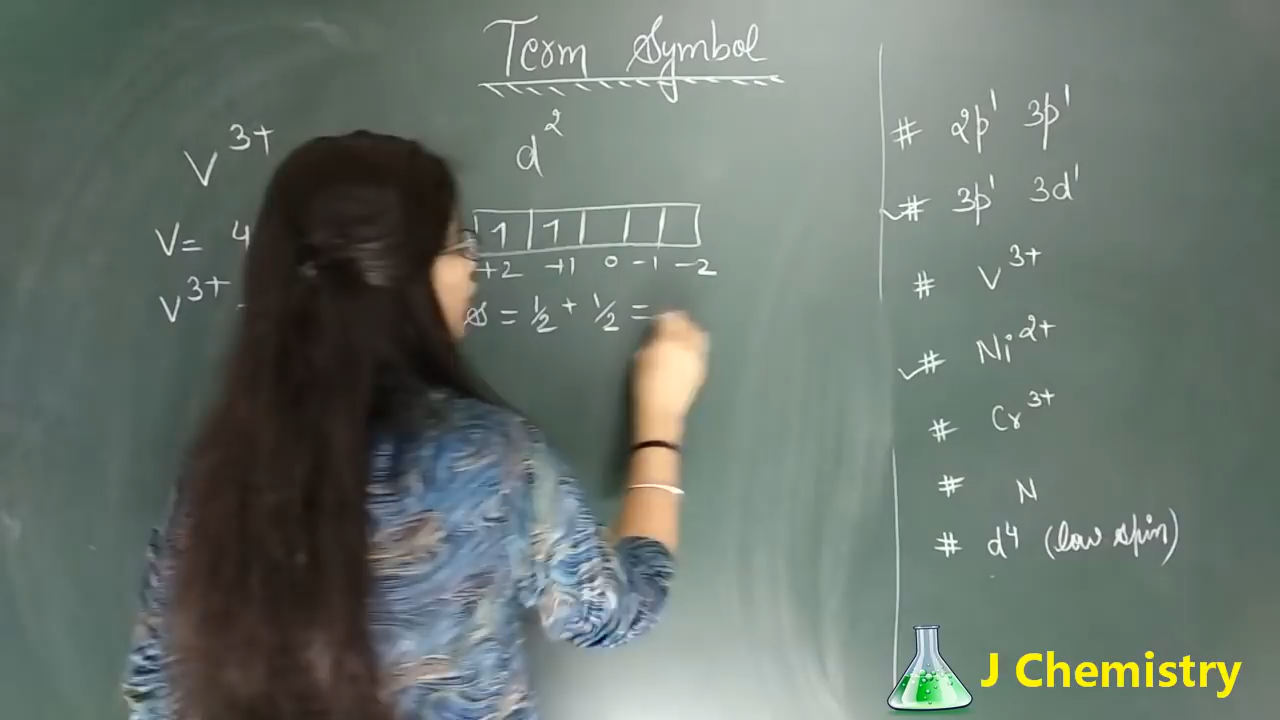 Term Symbol
V³⁺
d²
V= 4
1 1
+2 +1 0 -1 -2
V³⁺
s = 1/2 + 1/2 =
# 2p¹ 3p¹
✓# 3p¹ 3d¹
# V³⁺
✓# Ni²⁺
# Cr³⁺
# N
# d⁴ (low spin)
J Chemistry